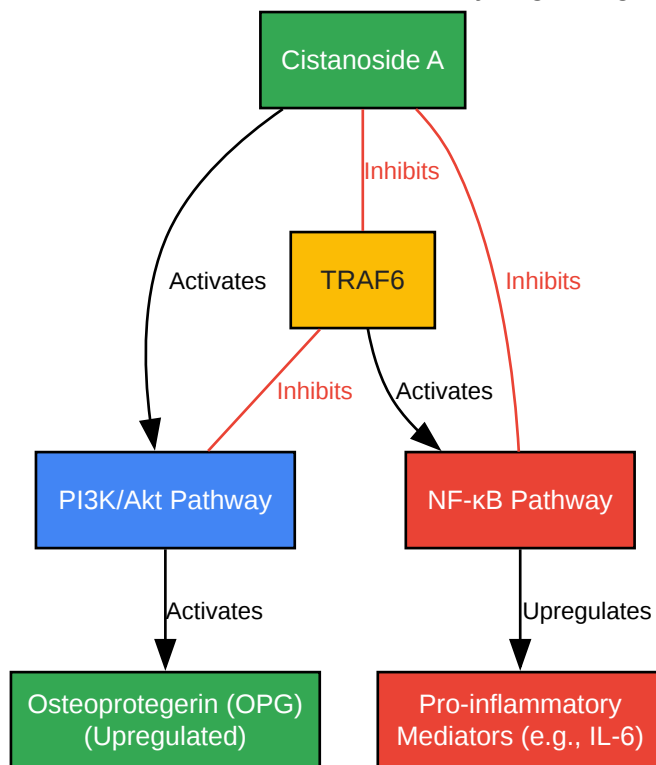 Cistanoside A
Inhibits
TRAF6
Activates
Inhibits
Inhibits
Activates
PI3K/Akt Pathway
NF-κB Pathway
Activates
Upregulates
Osteoprotegerin (OPG)
(Upregulated)
Pro-inflammatory
Mediators (e.g., IL-6)